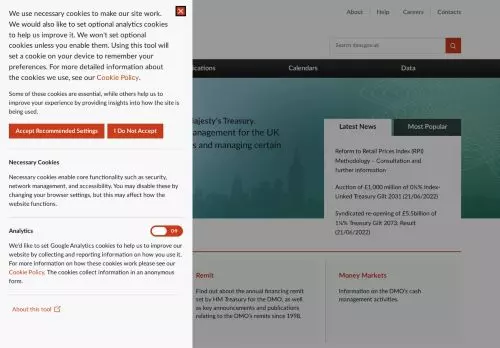 We use necessary cookies to make our site work.
We would also like to set optional analytics cookies
to help us improve it. We won't set optional
cookies unless you enable them. Using this tool will
set a cookie on your device to remember your
preferences. For more detailed information about
the cookies we use, see our Cookie Policy.
Some of these cookies are essential, while others help us to
improve your experience by providing insights into how the site is
being used.
Accept Recommended Settings
I Do Not Accept
Necessary Cookies
Necessary cookies enable core functionality such as security,
network management, and accessibility. You may disable these by
changing your browser settings, but this may affect how the
website functions.
Analytics
Off
We'd like to set Google Analytics cookies to help us to improve our
website by collecting and reporting information on how you use it.
For more information on how these cookies work please see our
Cookie Policy. The cookies collect information in an anonymous
form.
About this tool
About
Help
Careers
Contacts
Search dmo.gov.uk
ications
Calendars
Data
ajesty's Treasury.
anagement for the UK
s and managing certain
Latest News
Most Popular
Reform to Retail Prices Index (RPI)
Methodology – Consultation and
further information
Auction of £1,000 million of 0⅛% Index-
Linked Treasury Gilt 2031 (21/06/2022)
Syndicated re-opening of £5.5billion of
1⅛% Treasury Gilt 2073: Result
(21/06/2022)
Remit
Find out about the annual financing remit
set by HM Treasury for the DMO, as well
as key announcements and publications
relating to the DMO's remits since 1998.
Money Markets
Information on the DMO's cash
management activities.